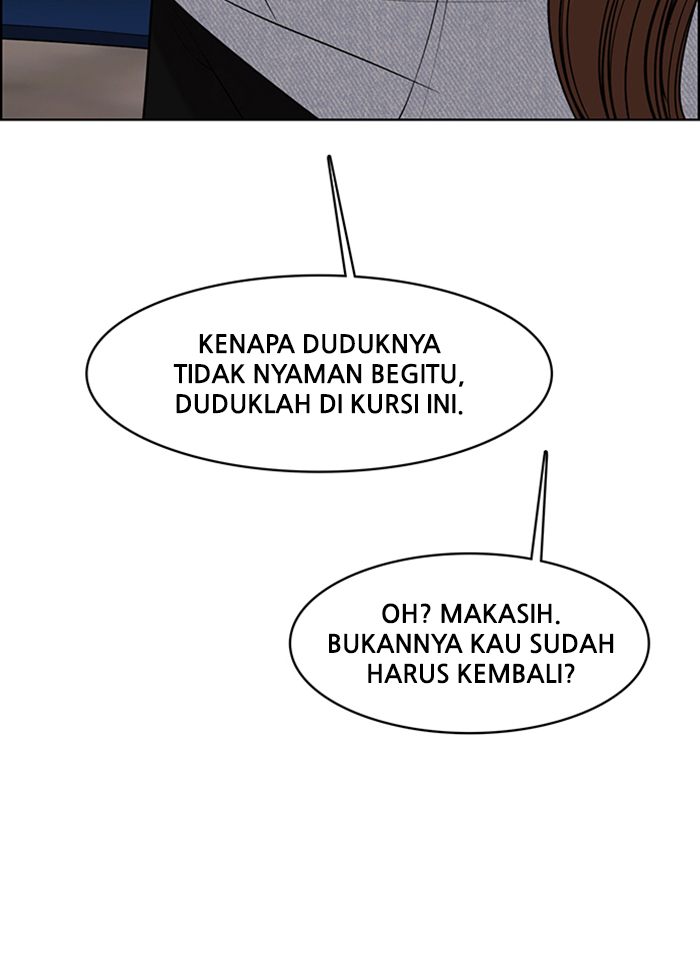 KENAPA DUDUKNYA
TIDAK NYAMAN BEGITU,
DUDUKLAH DI KURSI INI.
OH? MAKASIH.
BUKANNYA KAU SUDAH
HARUS KEMBALI?